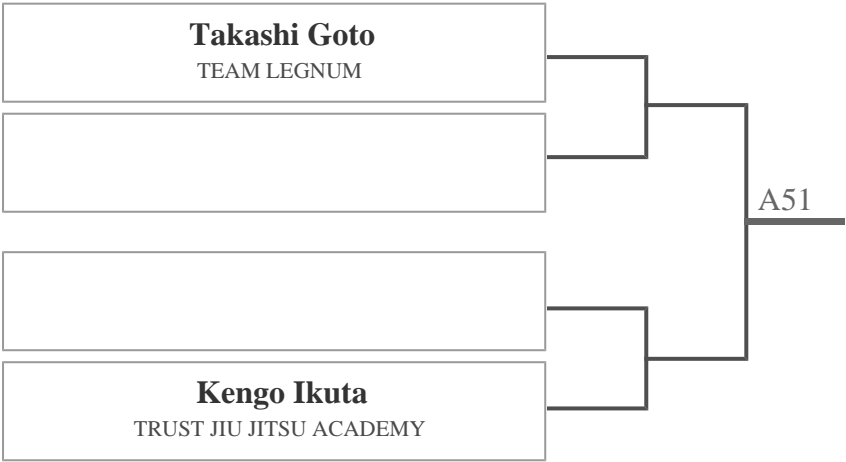 Takashi Goto
TEAM LEGNUM
A51
Kengo Ikuta
TRUST JIU JITSU ACADEMY